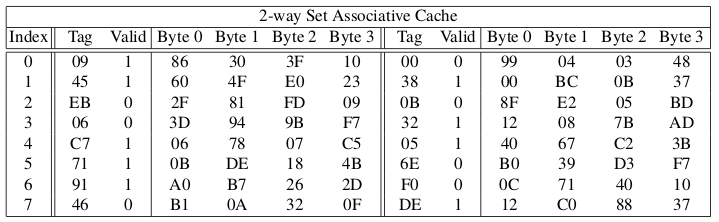 2-way Set Associative Cache
Index Tag Valid Byte 0 Byte 1 Byte 2 Byte 3 Tag Valid Byte 0 Byte 1 Byte 2 Byte 3
0 09 1 86 30 3F 10 00 0 99 04 03 48
1 45 1 60 4F E0 23 38 1 00 BC 0B 37
2 EB 0 2F 81 FD 09 0B 0 8F E2 05 BD
3 06 0 3D 94 9B F7 32 1 12 08 7B AD
4 C7 1 06 78 07 C5 05 1 40 67 C2 3B
5 71 1 0B DE 18 4B 6E 0 B0 39 D3 F7
6 91 1 A0 B7 26 2D F0 0 0C 71 40 10
7 46 0 B1 0A 32 0F DE 1 12 C0 88 37